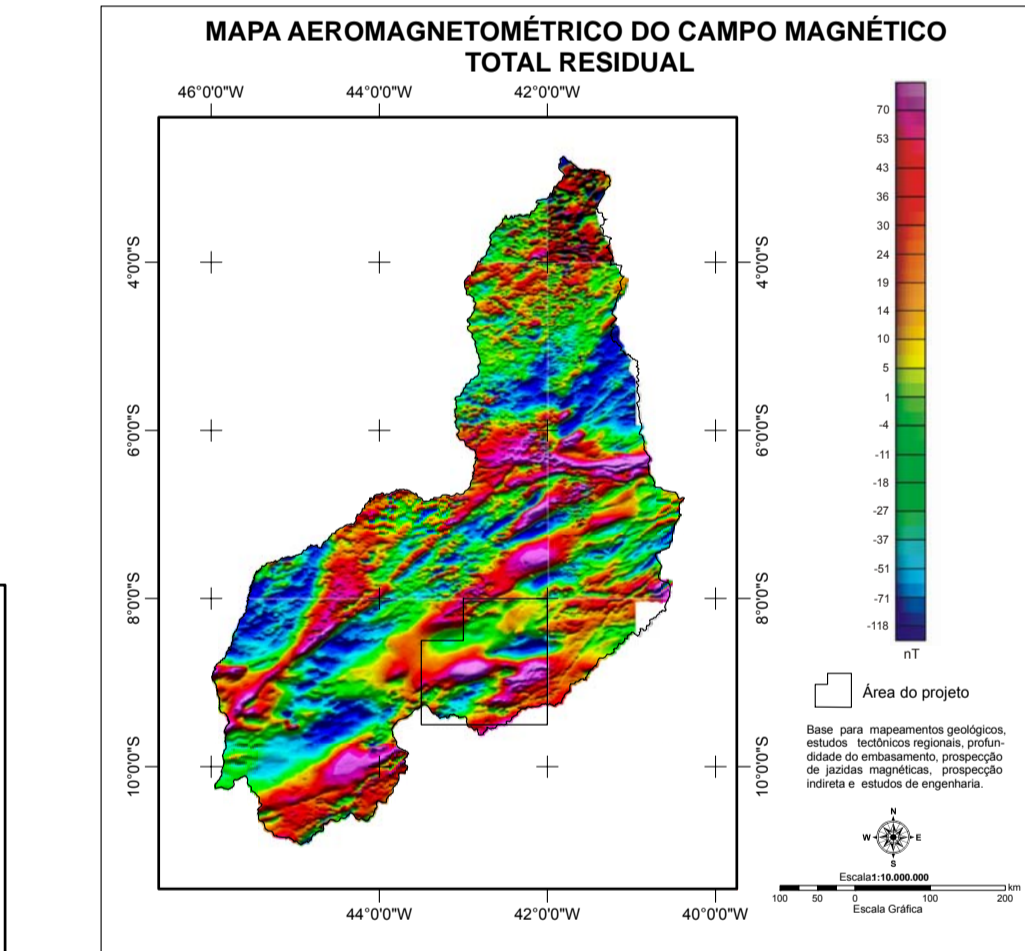 MAPA AEROMAGNETOMÉTRICO DO CAMPO MAGNÉTICO
TOTAL RESIDUAL
46°0'0"W 44°0'0"W 42°0'0"W
4°0'0"S 4°0'0"S
6°0'0"S 6°0'0"S
8°0'0"S 8°0'0"S
10°0'0"S 10°0'0"S
44°0'0"W 42°0'0"W 40°0'0"W
70
53
43
36
30
24
19
14
10
5
1
-4
-11
-18
-27
-37
-51
-71
-118
nT
Área do projeto
Base para mapeamentos geológicos,
estudos tectônicos regionais, profun-
didade do embasamento, prospecção
de jazidas magnéticas, prospecção
indireta e estudos de engenharia.
N
W E
S
Escala1:10.000.000
km
100 50 0 100 200
Escala Gráfica